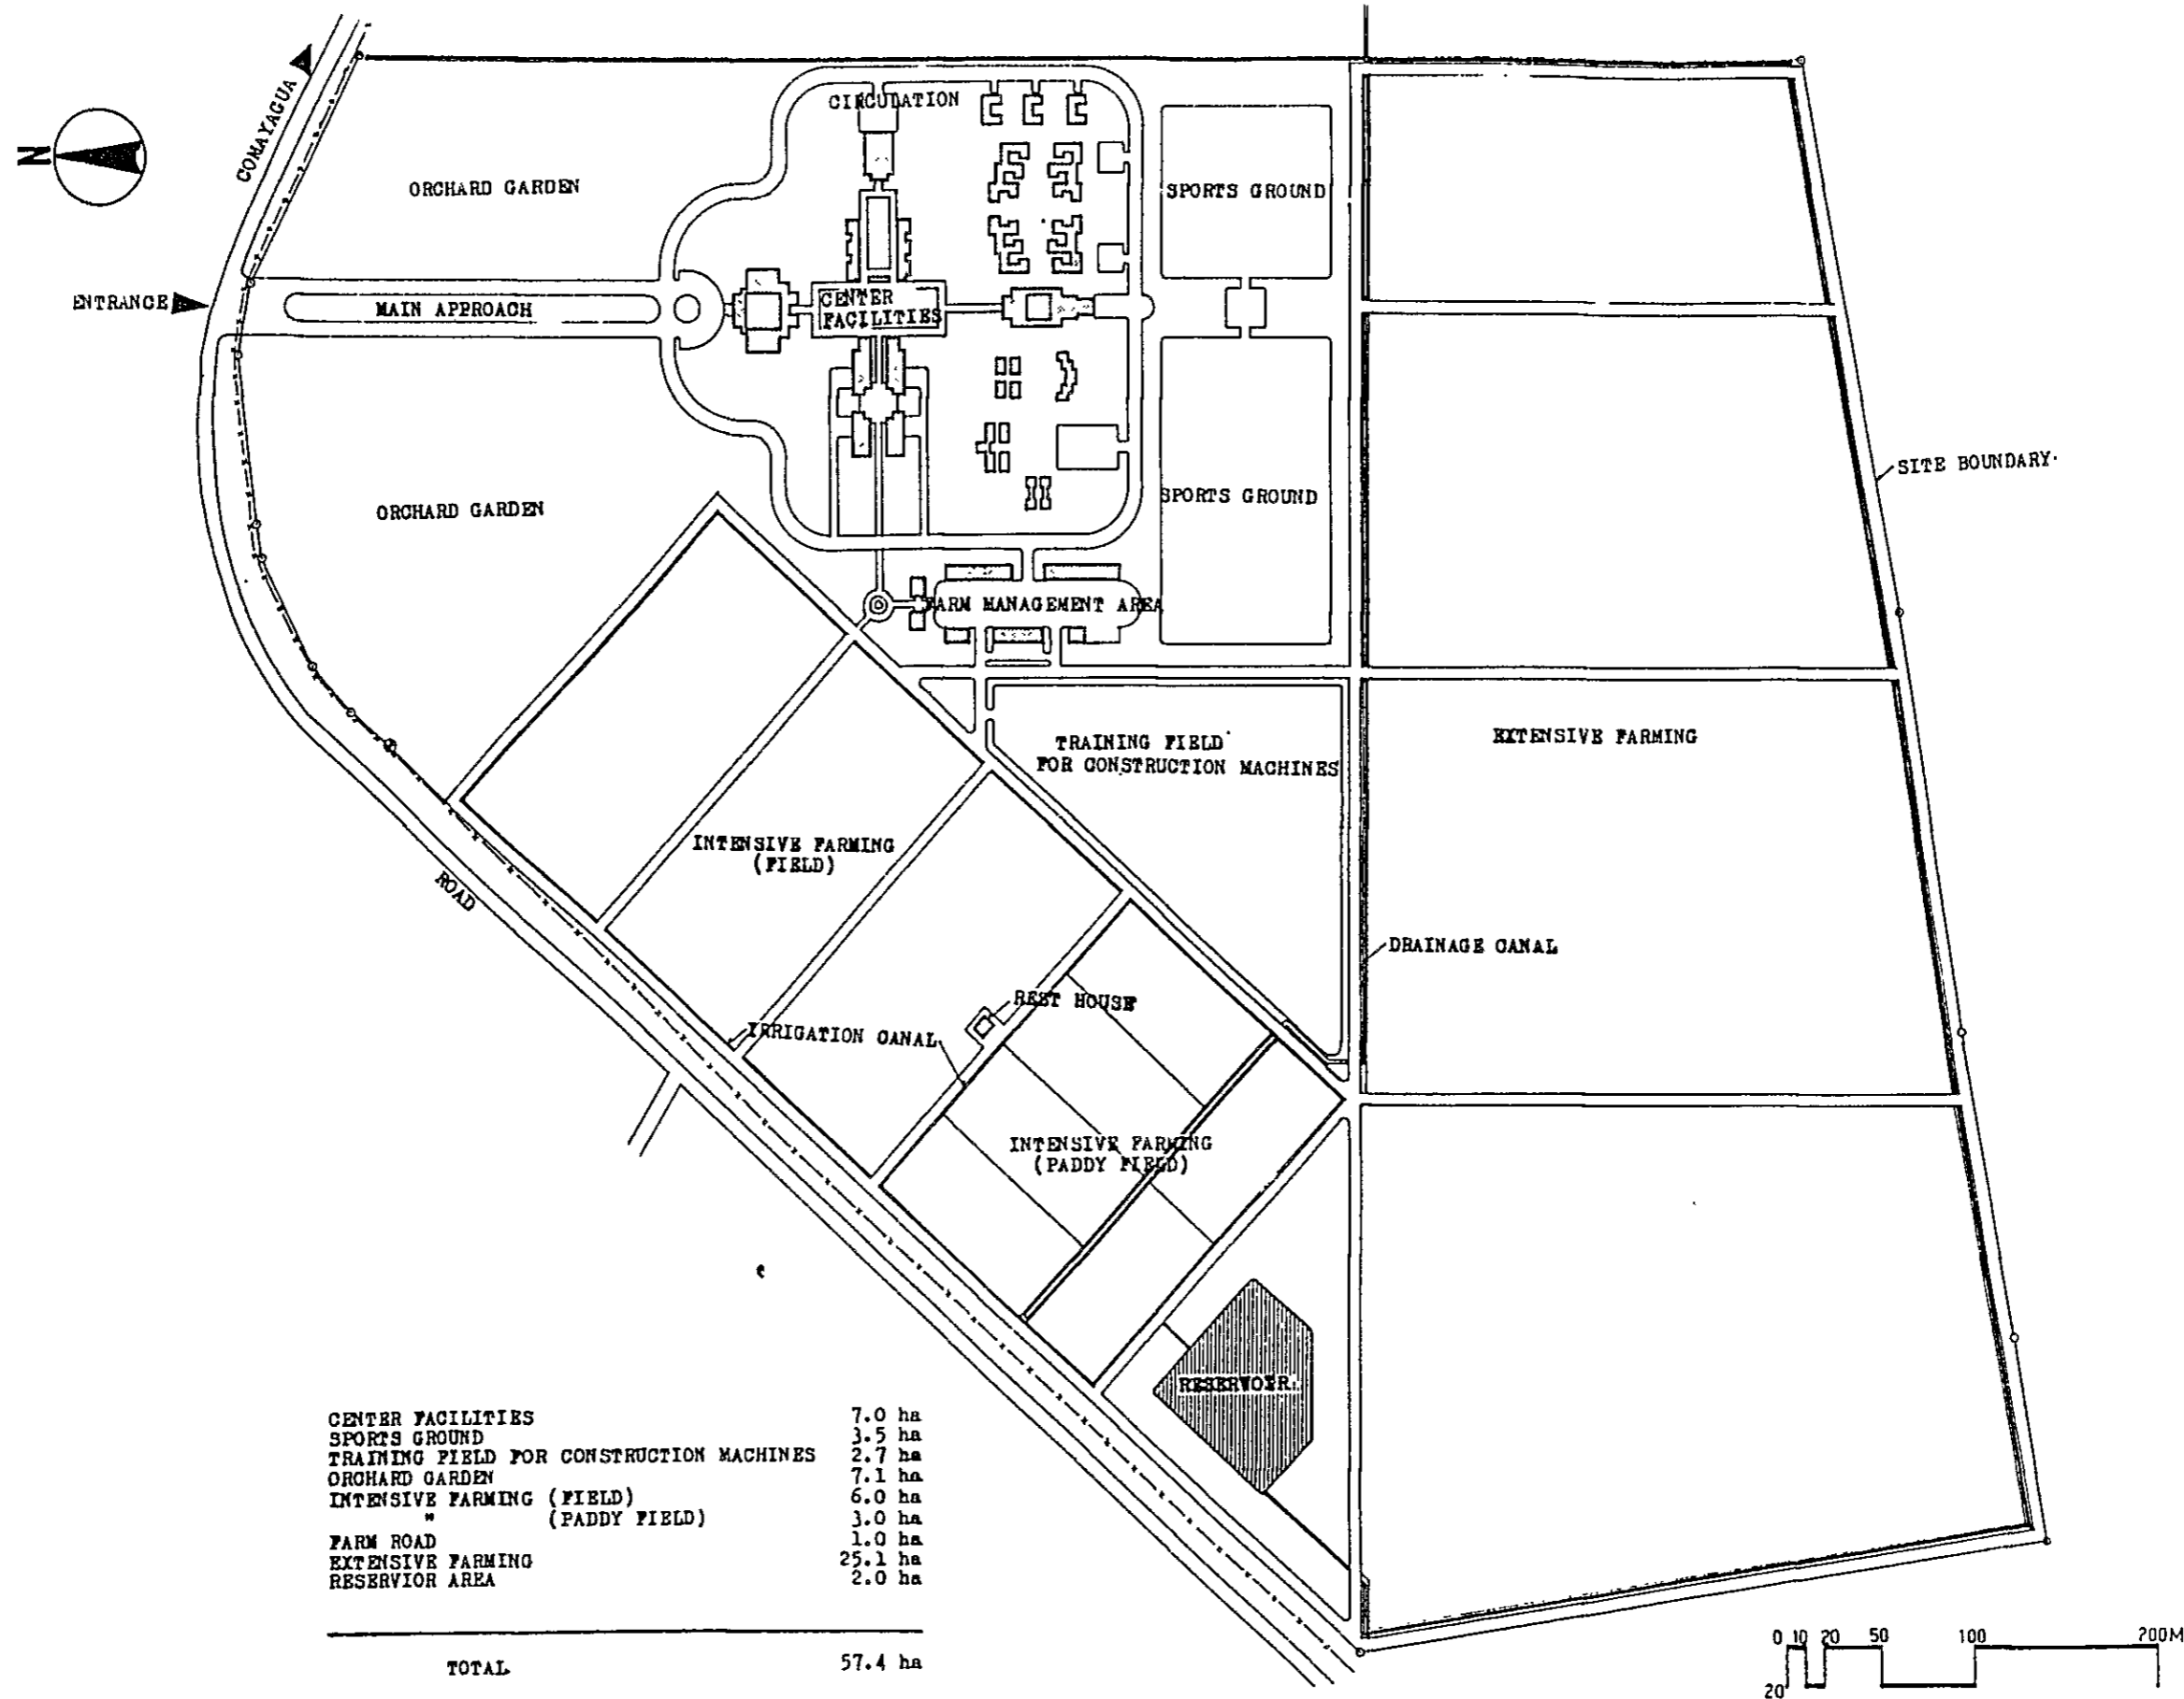 COMAYAGUA
N
CIRCULATION
ORCHARD GARDEN
SPORTS GROUND
ENTRANCE
MAIN APPROACH
CENTER
FACILITIES
SITE BOUNDARY
ORCHARD GARDEN
SPORTS GROUND
FARM MANAGEMENT AREA
TRAINING FIELD
FOR CONSTRUCTION MACHINES
EXTENSIVE FARMING
INTENSIVE FARMING
(FIELD)
ROAD
DRAINAGE CANAL
REST HOUSE
IRRIGATION CANAL
INTENSIVE FARMING
(PADDY FIELD)
RESERVOIR
CENTER FACILITIES 7.0 ha
SPORTS GROUND 3.5 ha
TRAINING FIELD FOR CONSTRUCTION MACHINES 2.7 ha
ORCHARD GARDEN 7.1 ha
INTENSIVE FARMING (FIELD) 6.0 ha
" (PADDY FIELD) 3.0 ha
FARM ROAD 1.0 ha
EXTENSIVE FARMING 25.1 ha
RESERVIOR AREA 2.0 ha
TOTAL 57.4 ha
0 10 20 50 100 200M
20